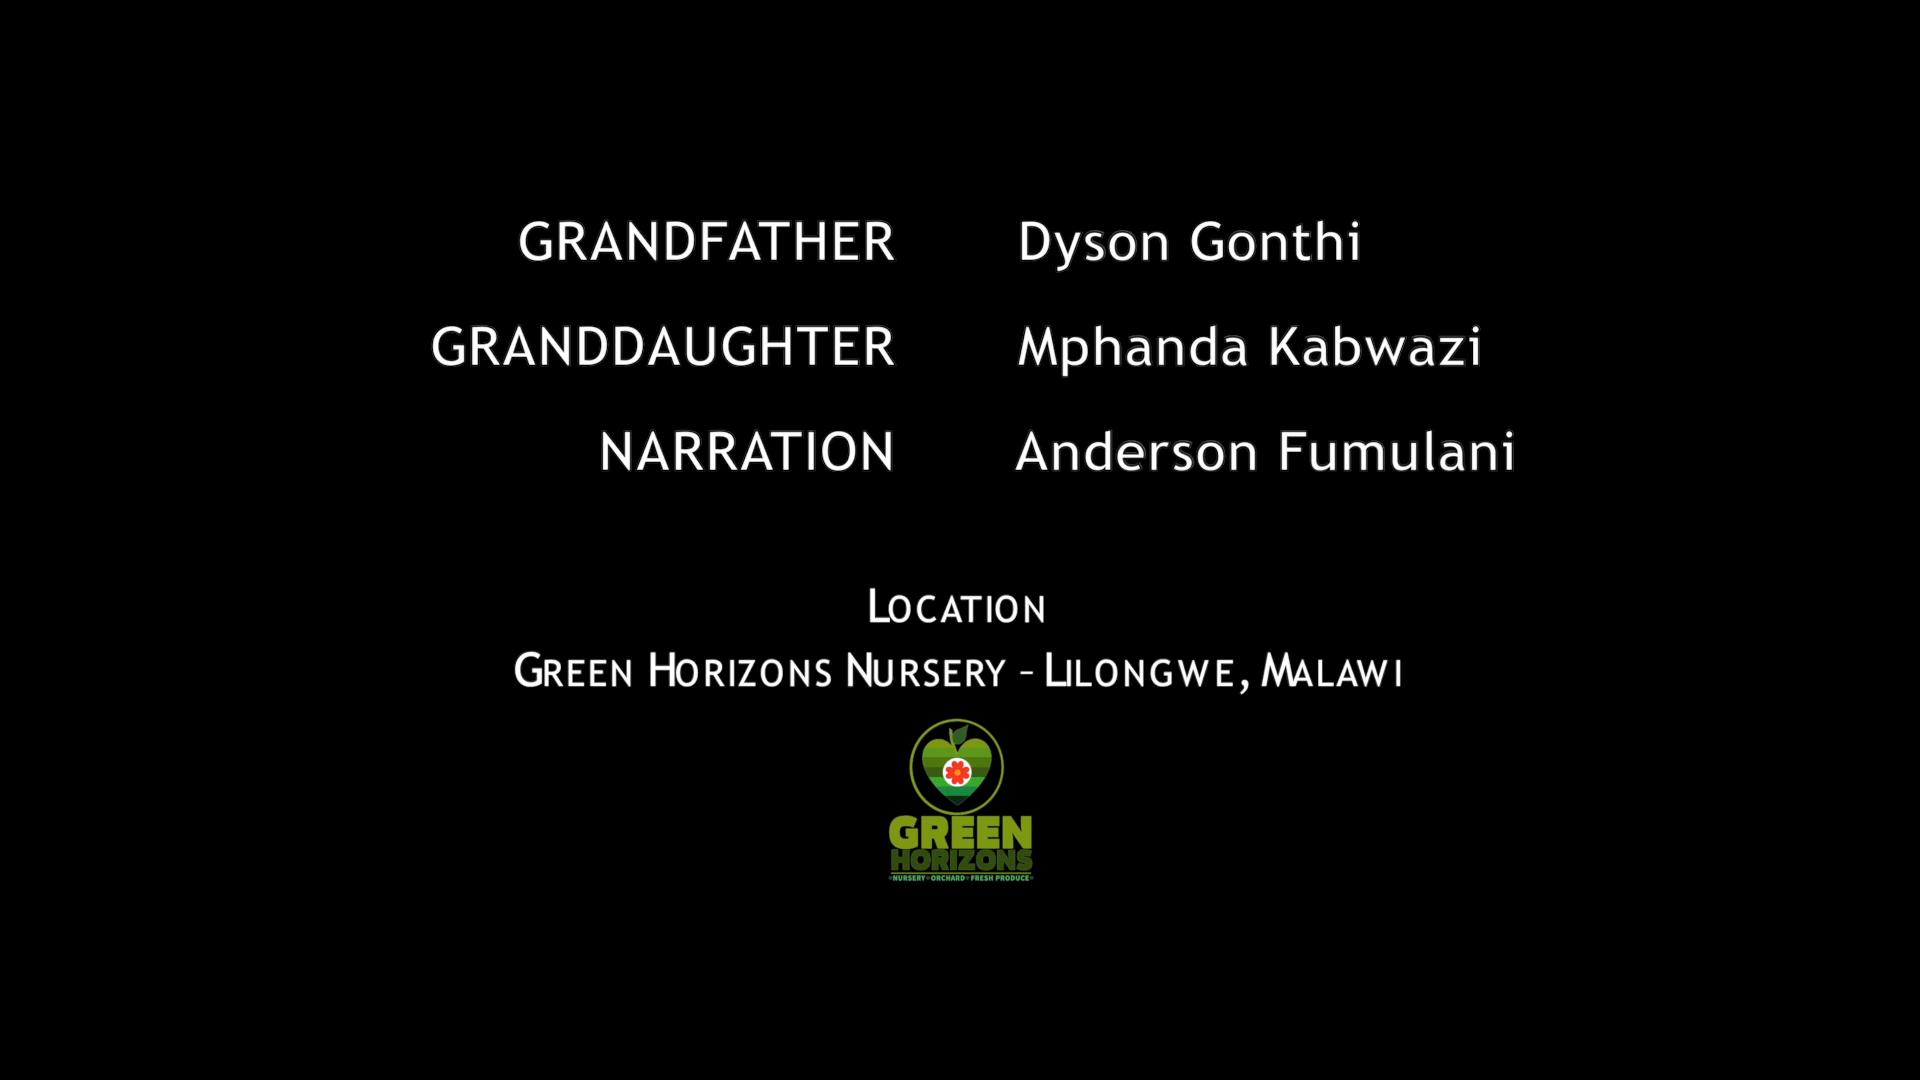 GRANDFATHER Dyson Gonthi
GRANDDAUGHTER Mphanda Kabwazi
NARRATION Anderson Fumulani
LOCATION
GREEN HORIZONS NURSERY – LILONGWE, MALAWI
GREEN
HORIZONS
NURSERY ORCHARD FRESH PRODUCE